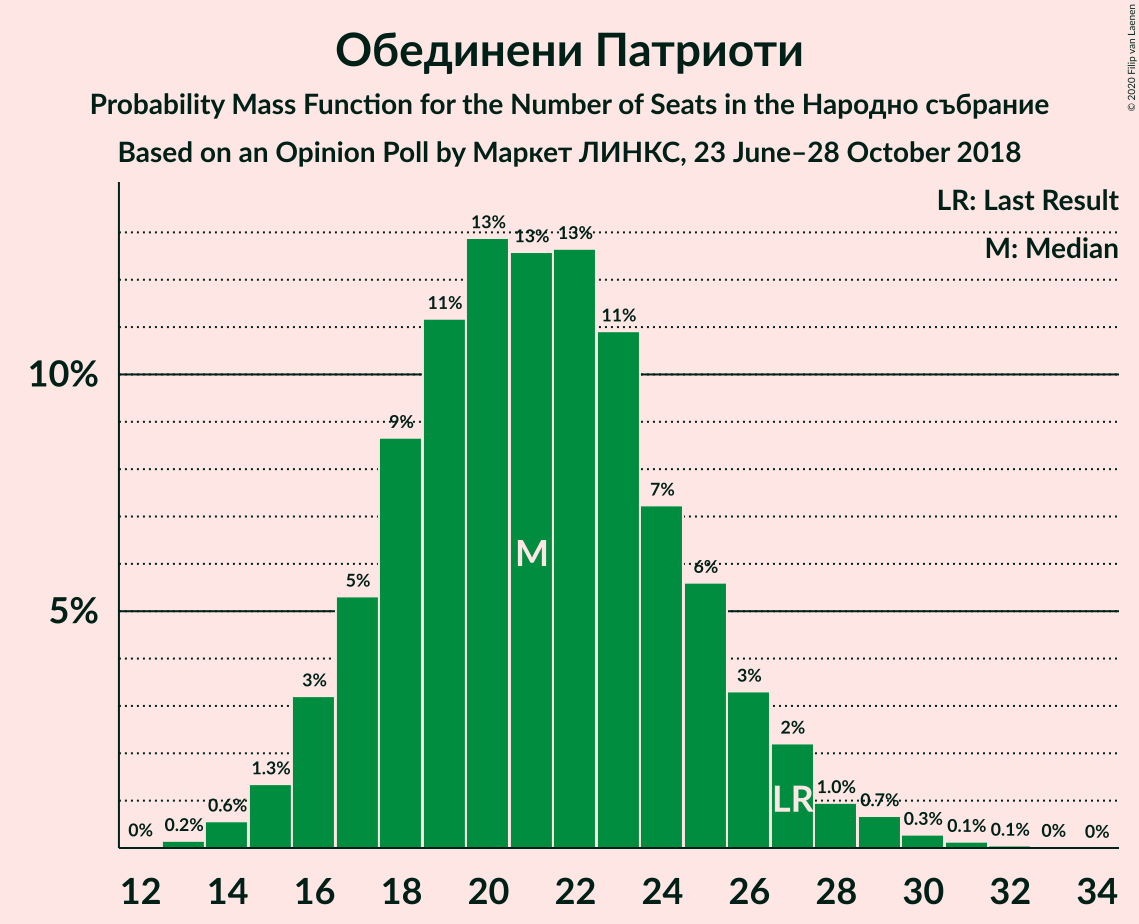 Обединени Патриоти
Probability Mass Function for the Number of Seats in the Народно събрание
Based on an Opinion Poll by Маркет ЛИНКС, 23 June–28 October 2018
© 2020 Filip van Laenen
LR: Last Result
M: Median
10%
5%
0% 0.2% 0.6% 1.3% 3% 5% 9% 11% 13% 13% 13% 11% 7% 6% 3% 2% 1.0% 0.7% 0.3% 0.1% 0.1% 0% 0%
M
LR
12 14 16 18 20 22 24 26 28 30 32 34